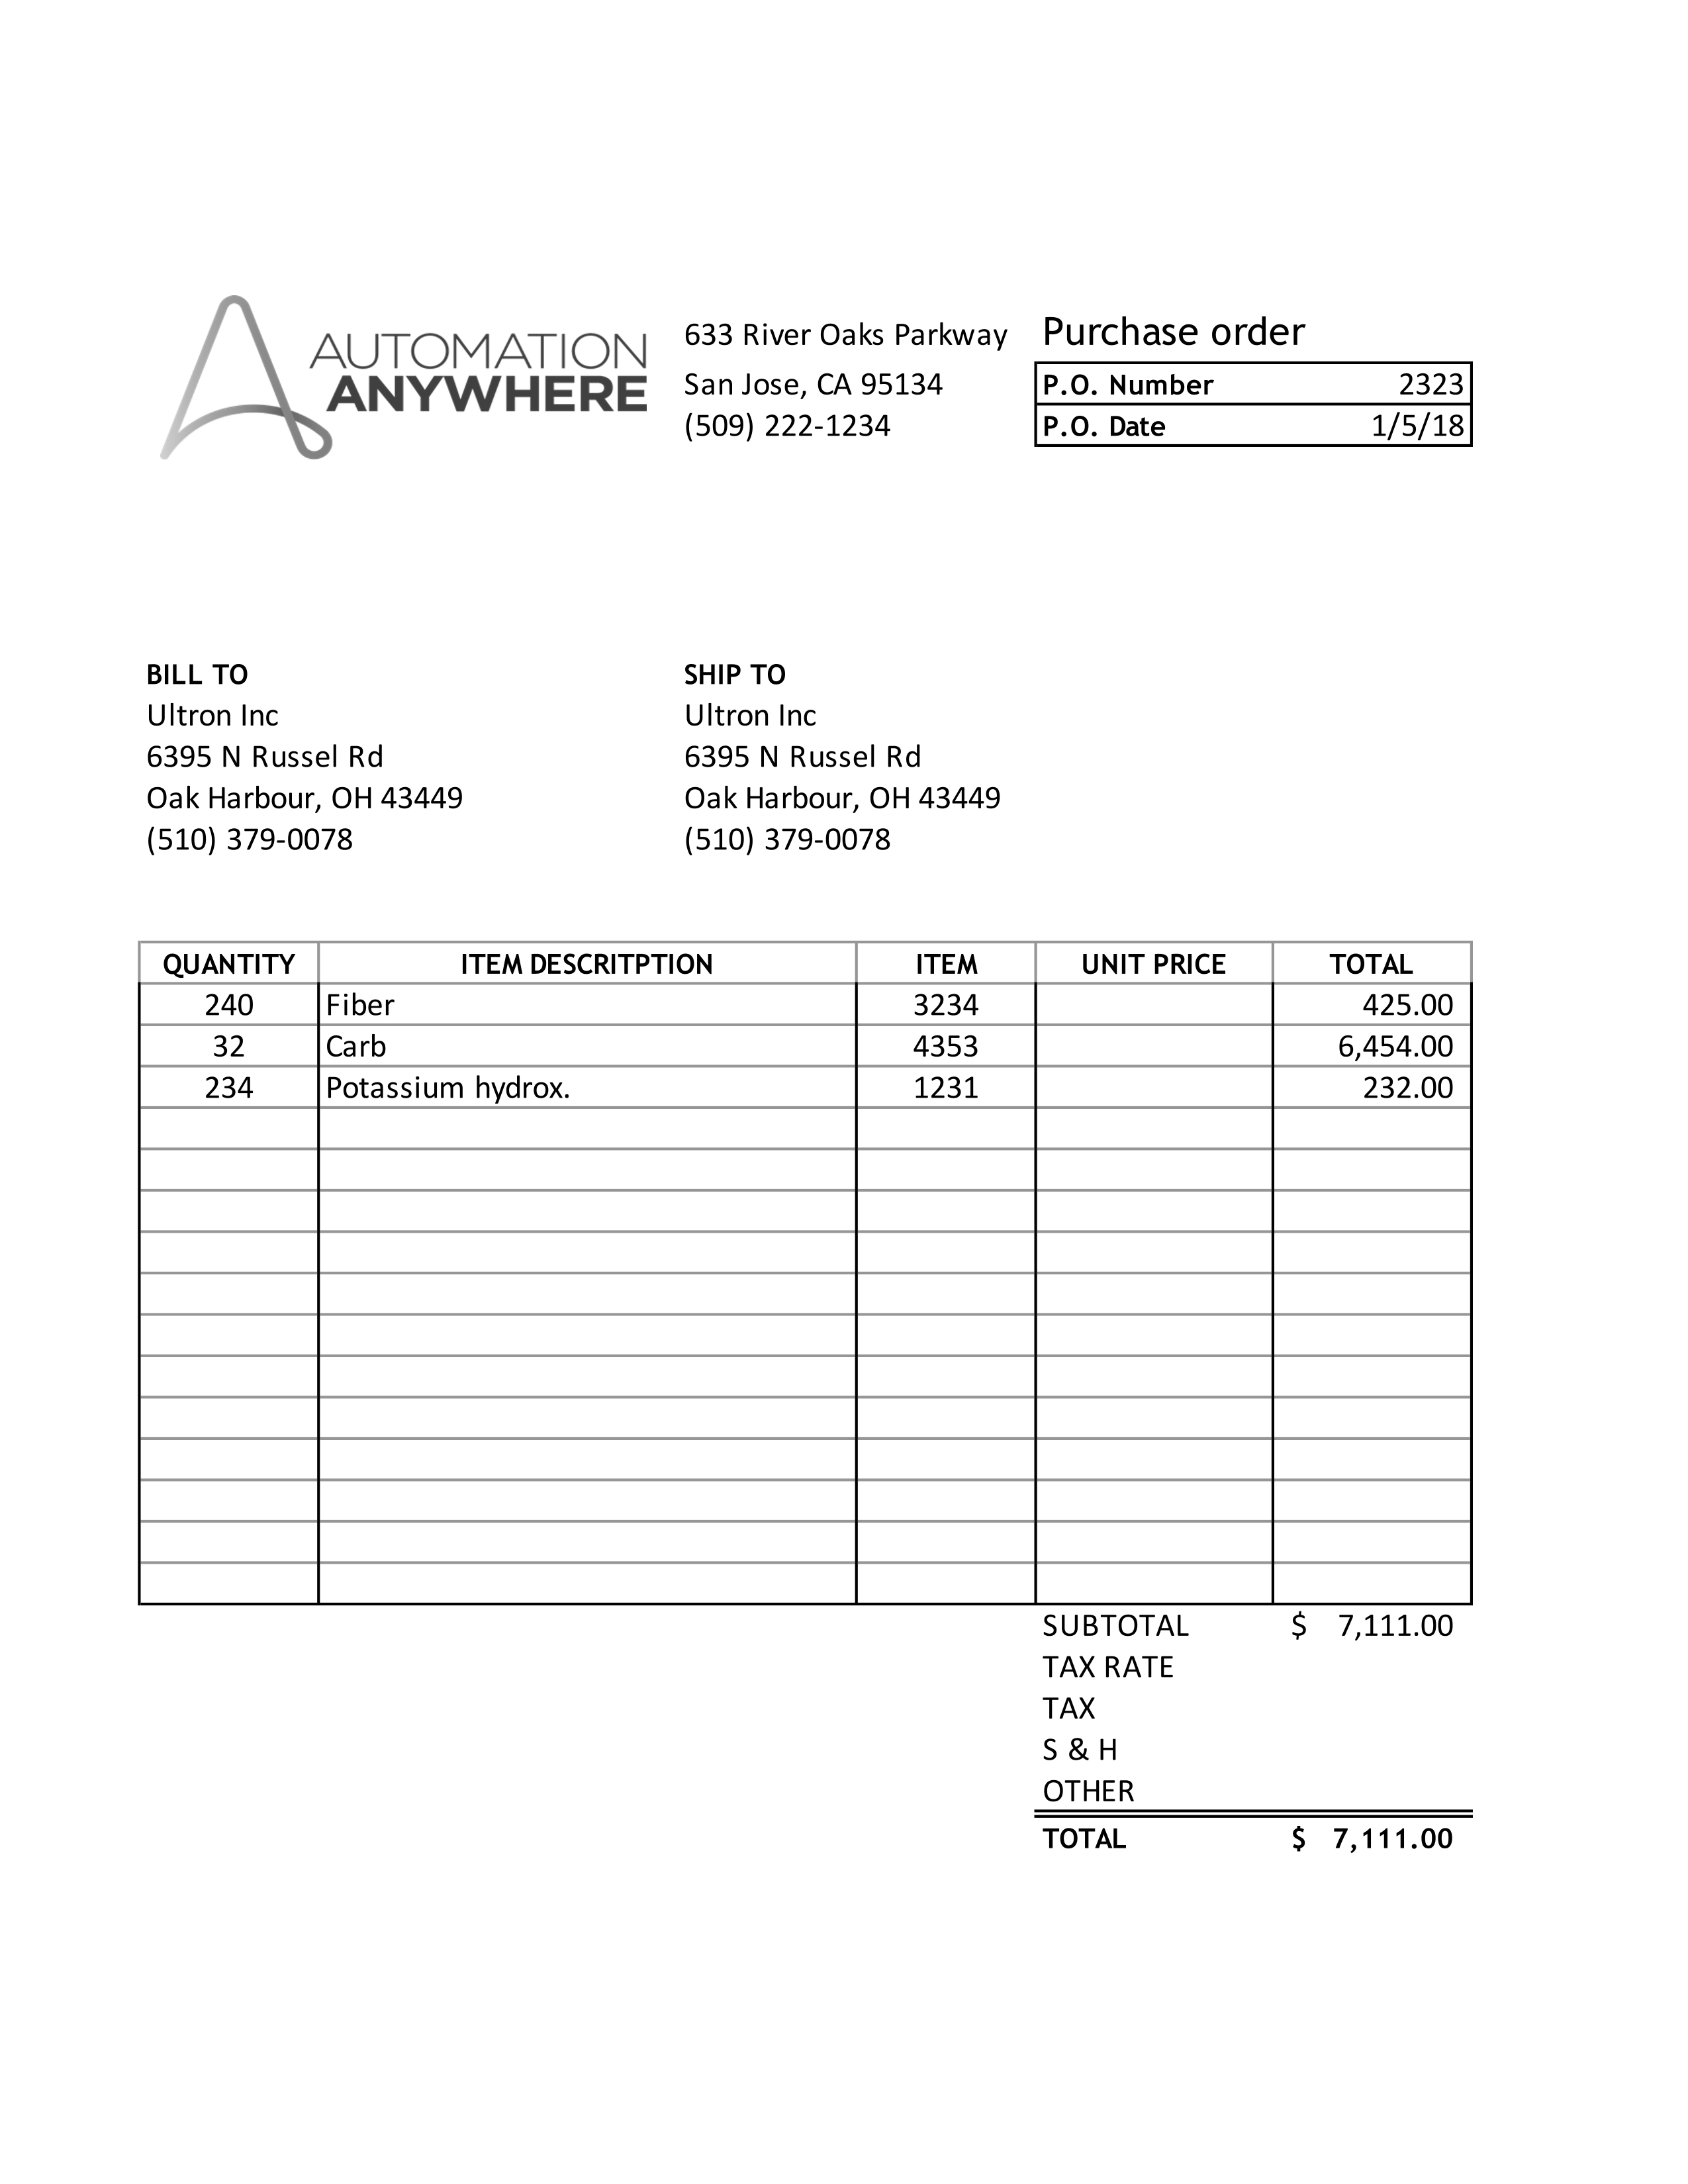 AUTOMATION
ANYWHERE
633 River Oaks Parkway
San Jose, CA 95134
(509) 222-1234
Purchase order
P.O. Number 2323
P.O. Date 1/5/18
BILL TO
Ultron Inc
6395 N Russel Rd
Oak Harbour, OH 43449
(510) 379-0078
SHIP TO
Ultron Inc
6395 N Russel Rd
Oak Harbour, OH 43449
(510) 379-0078
QUANTITY ITEM DESCRITPTION ITEM UNIT PRICE TOTAL
240 Fiber 3234 425.00
32 Carb 4353 6,454.00
234 Potassium hydrox. 1231 232.00
SUBTOTAL $ 7,111.00
TAX RATE
TAX
S & H
OTHER
TOTAL $ 7,111.00